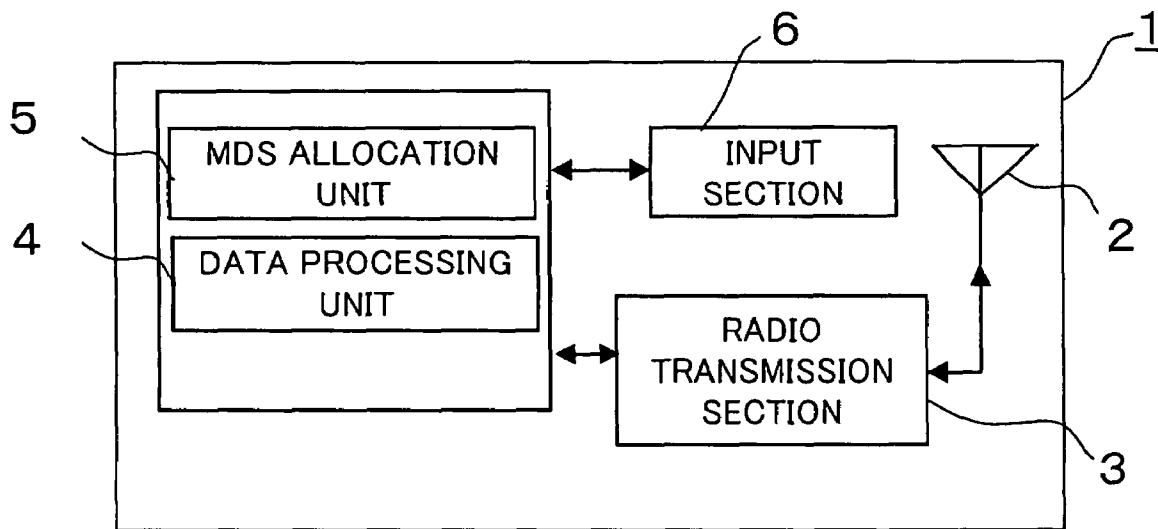 1
6
5
MDS ALLOCATION
UNIT
INPUT
SECTION
2
4
DATA PROCESSING
UNIT
RADIO
TRANSMISSION
SECTION
3